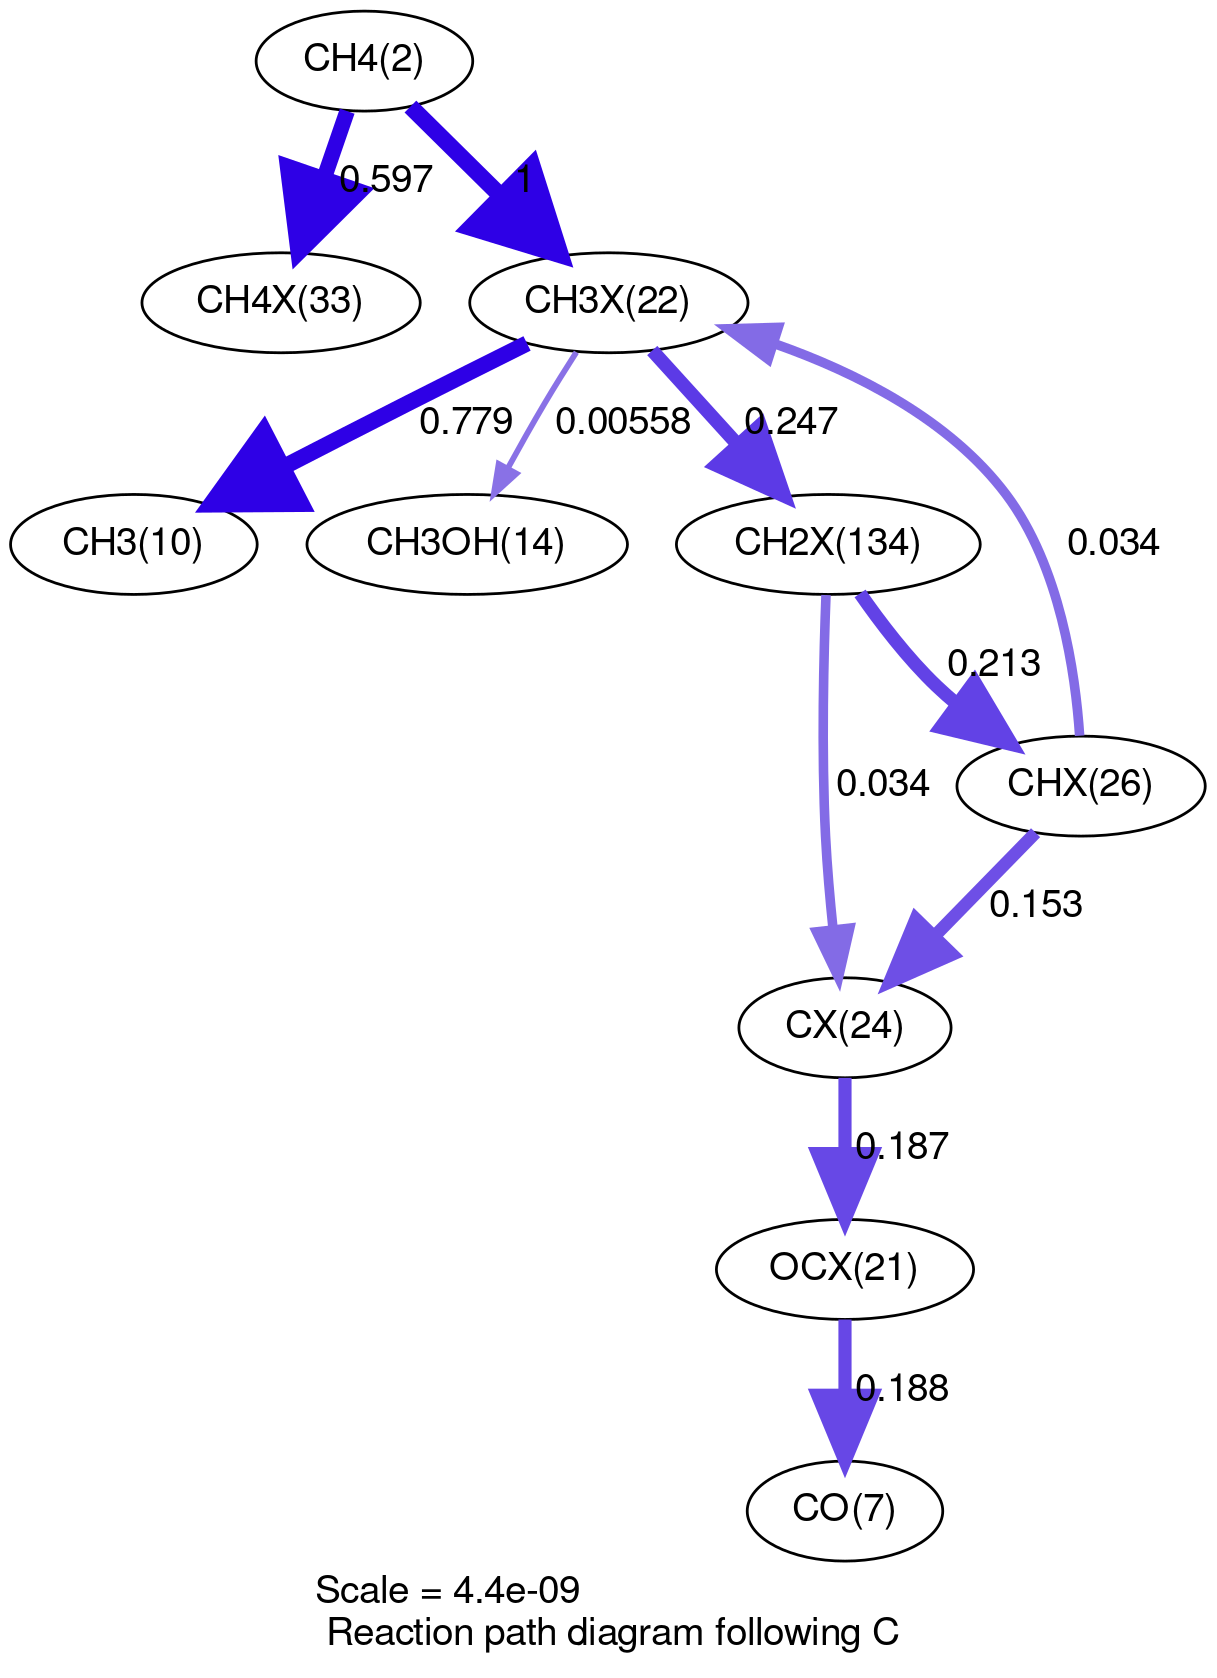 CH4(2)
0.597
1
CH4X(33)
CH3X(22)
0.779
0.00558
0.247
CH3(10)
CH3OH(14)
CH2X(134)
0.034
0.213
0.034
CHX(26)
0.153
CX(24)
0.187
OCX(21)
0.188
CO(7)
Scale = 4.4e-09
Reaction path diagram following C